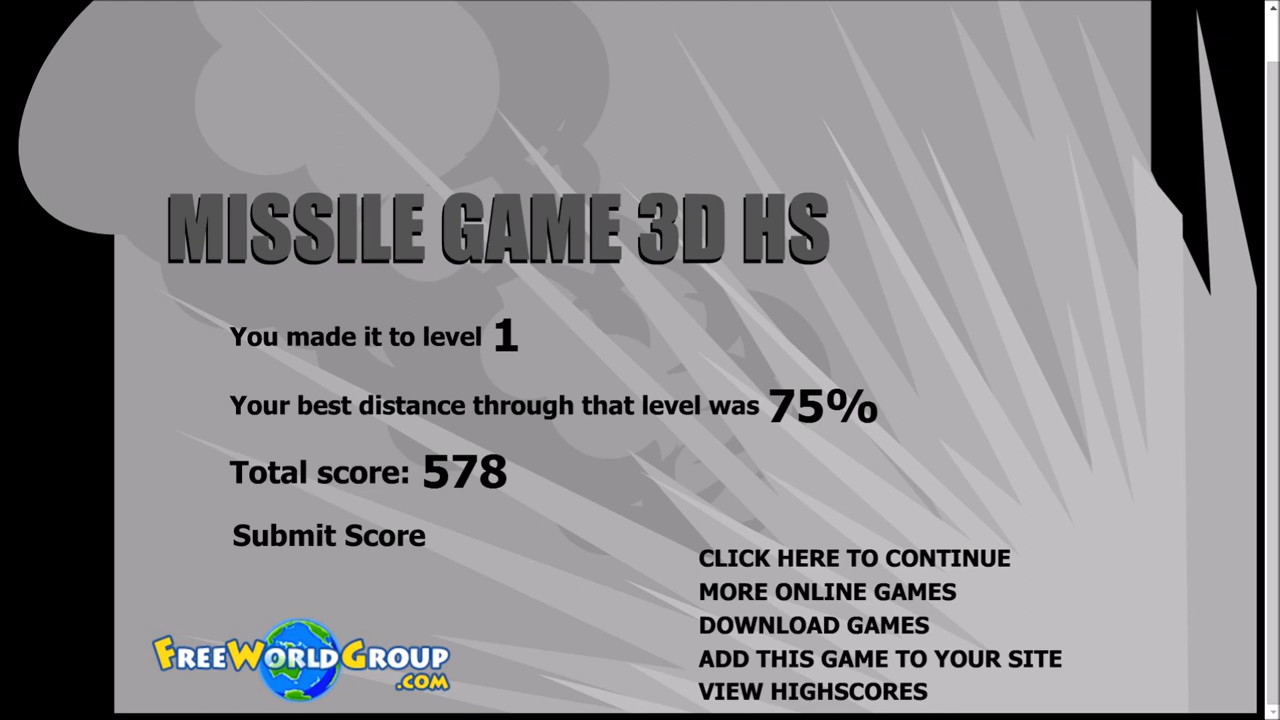 MISSILE GAME 3D HS
You made it to level 1
Your best distance through that level was 75%
Total score: 578
Submit Score
CLICK HERE TO CONTINUE
MORE ONLINE GAMES
DOWNLOAD GAMES
ADD THIS GAME TO YOUR SITE
VIEW HIGHSCORES
FREEWORLDGROUP
.COM